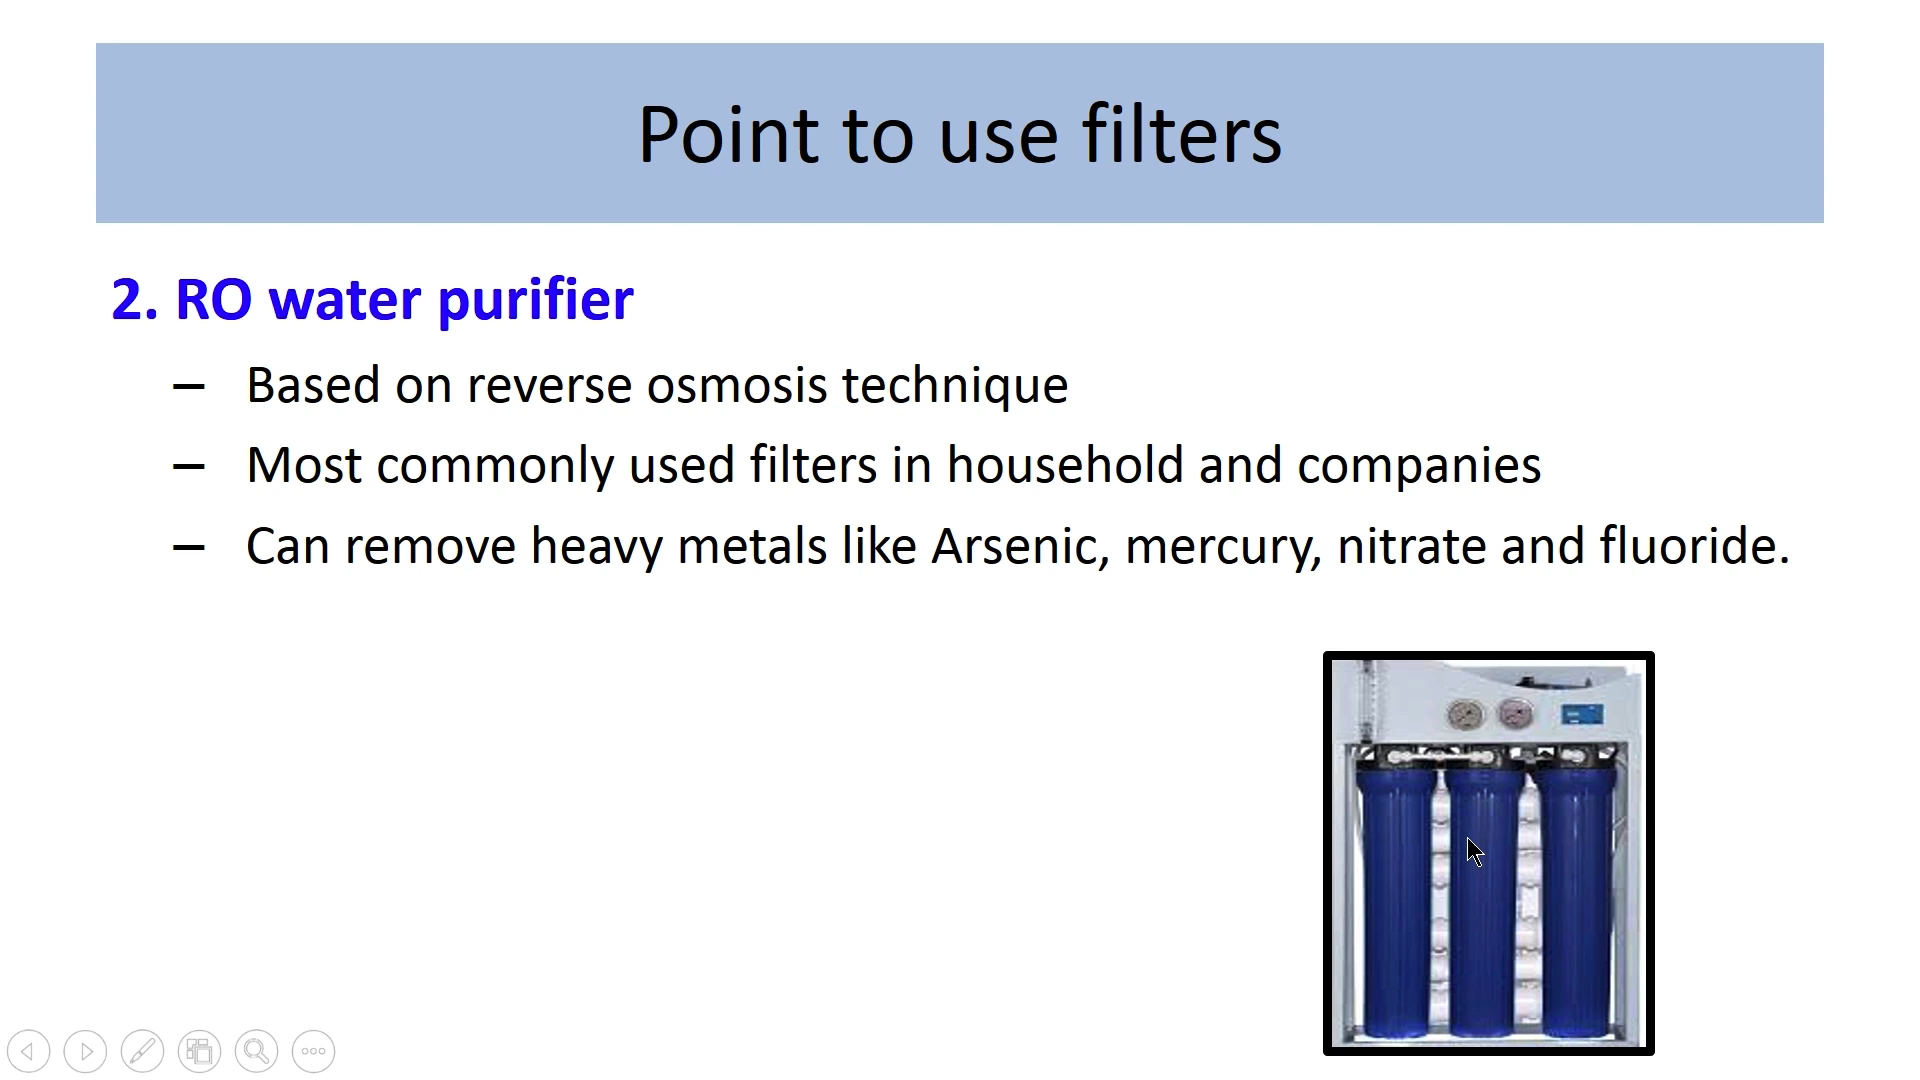 Point to use filters
2. RO water purifier
– Based on reverse osmosis technique
– Most commonly used filters in household and companies
– Can remove heavy metals like Arsenic, mercury, nitrate and fluoride.